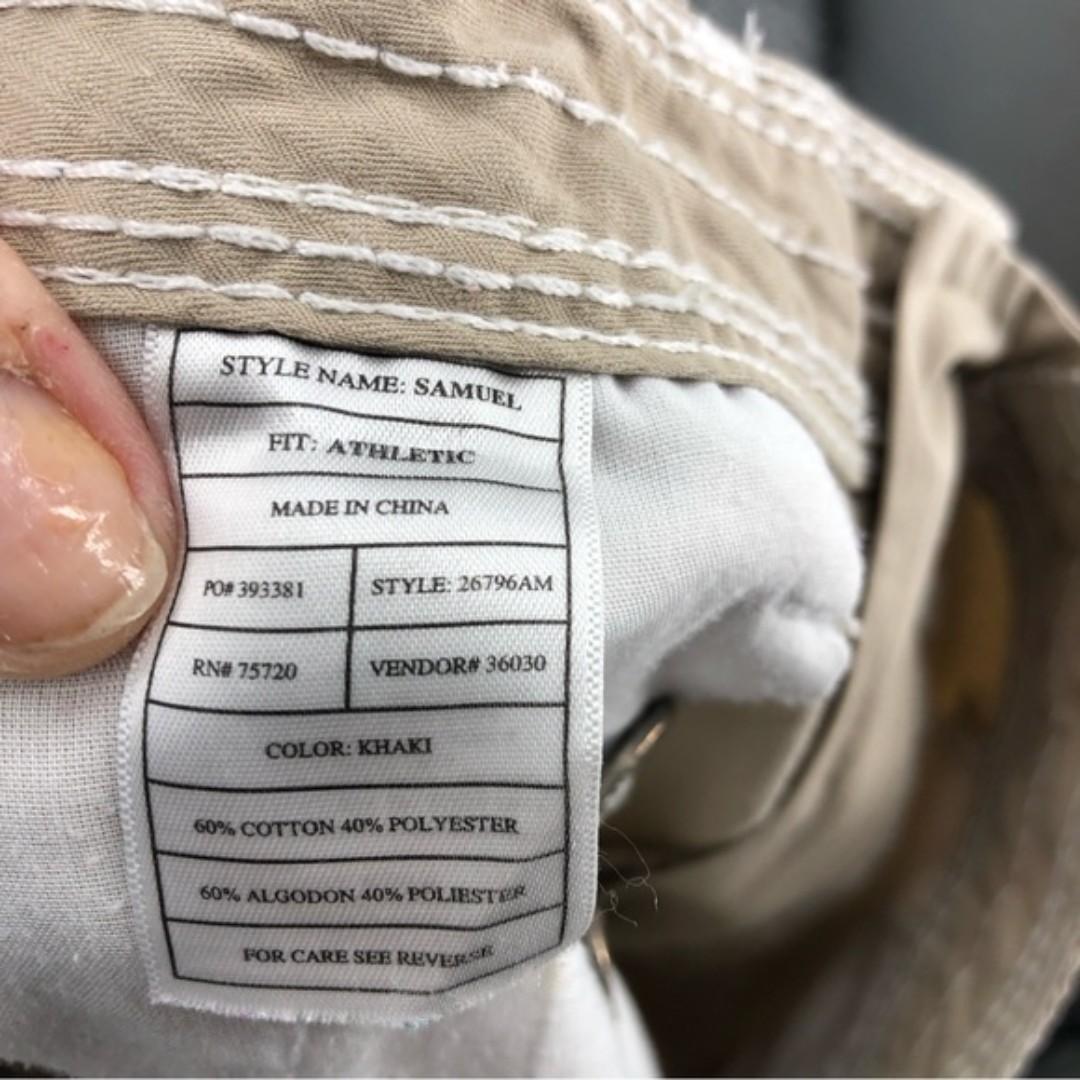 STYLE NAME: SAMUEL
FIT: ATHLETIC
MADE IN CHINA
PO# 393381 STYLE: 26796AM
RN# 75720 VENDOR# 36030
COLOR: KHAKI
60% COTTON 40% POLYESTER
60% ALGODON 40% POLIESTER
FOR CARE SEE REVERSE